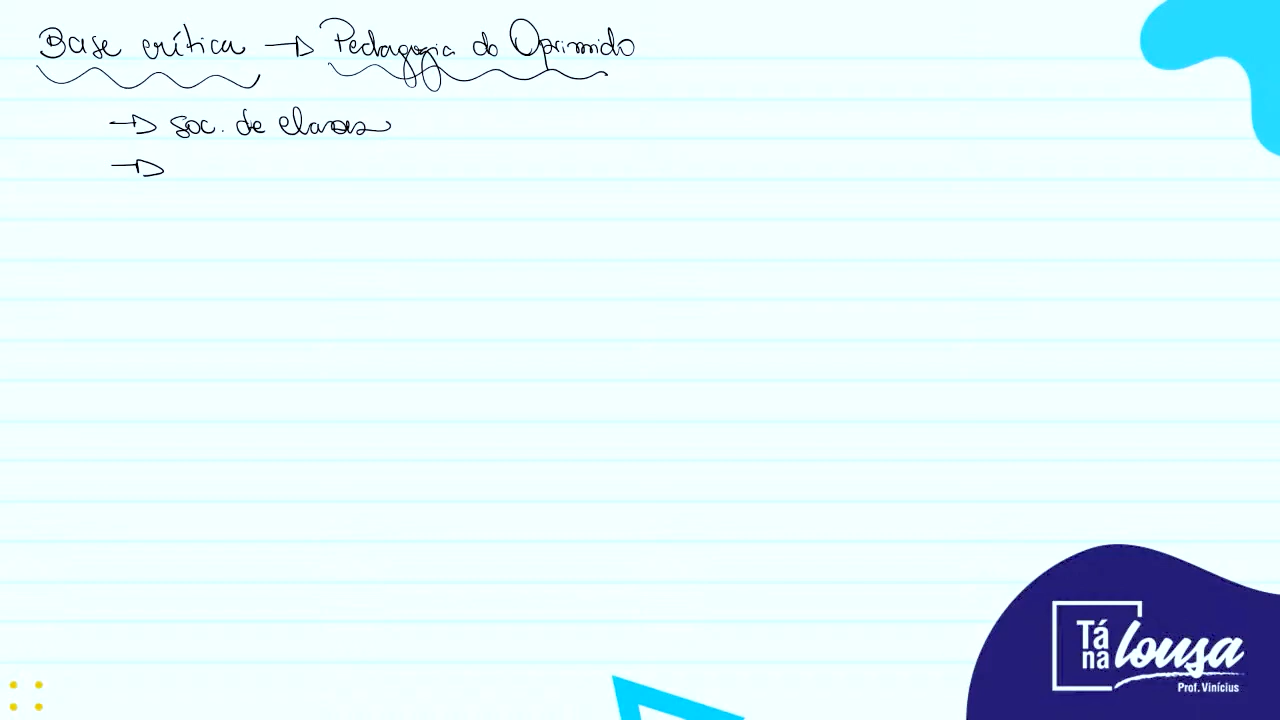 Base crítica → Pedagogia do Oprimido
→ soc. de classes
→
Tá
na lousa
Prof. Vinícius